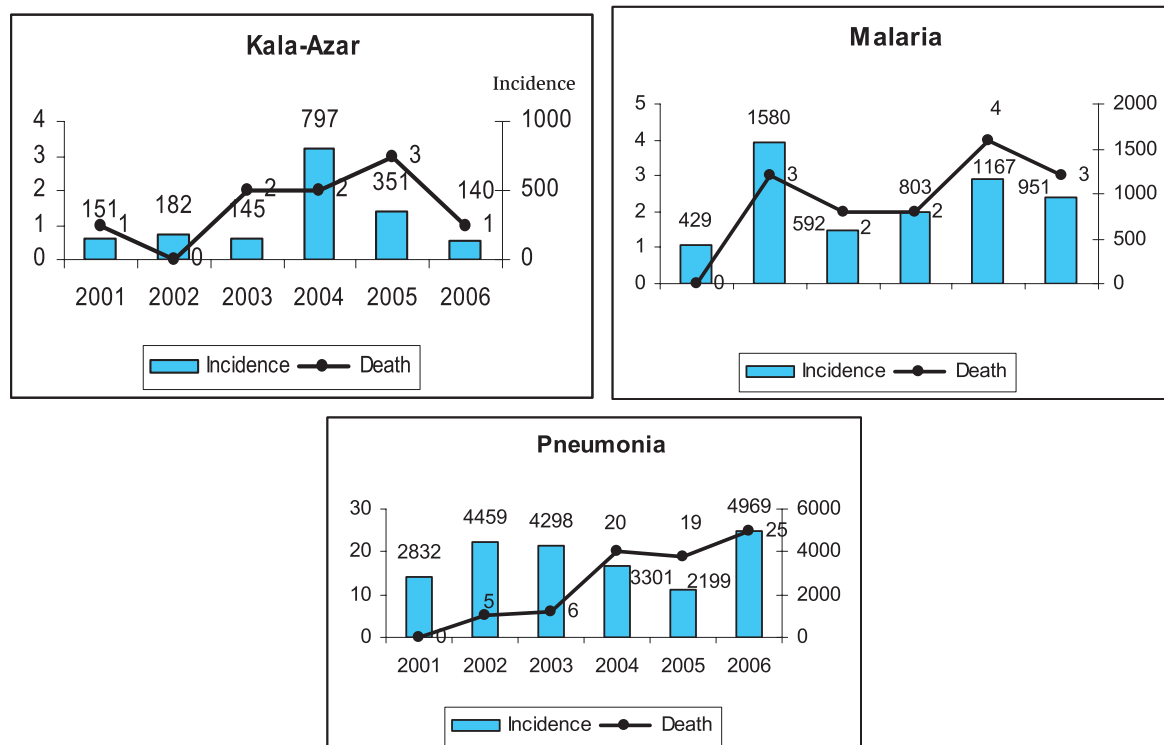 Kala-Azar
Incidence
4 797 1000
3 3
2 151 182 2 145 2 351 140 500
1 1 1
0 0 0
2001 2002 2003 2004 2005 2006
Incidence Death
Malaria
5 1580 4 2000
4 1500
3 429 3 592 803 1167 951 3 1000
2 2 2
1 500
0 0 0
Incidence Death
Pneumonia
30 4459 4298 20 19 4969 6000
2832 25
20 4000
3301 2199
10 5 6 2000
0 0 0
2001 2002 2003 2004 2005 2006
Incidence Death